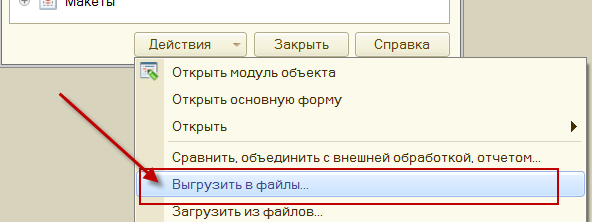 Макеты
Действия Закрыть Справка
Открыть модуль объекта
Открыть основную форму
Открыть
Сравнить, объединить с внешней обработкой, отчетом...
Выгрузить в файлы...
Загрузить из файлов...